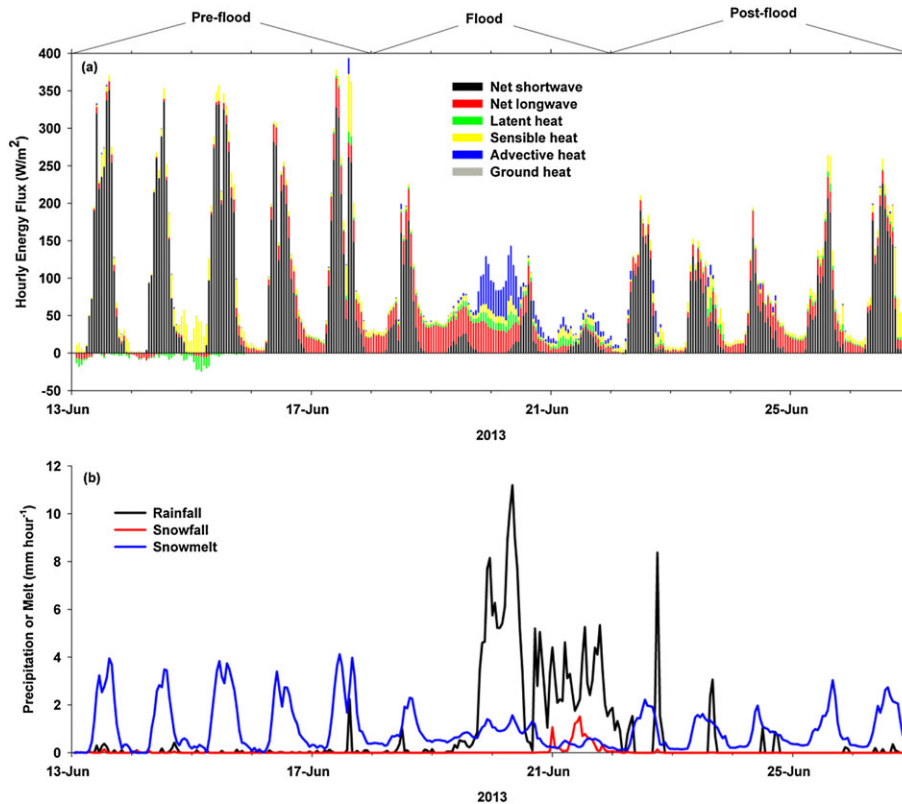 Pre-flood
Flood
Post-flood
(a)
400
350
300
250
200
150
100
50
0
-50
Hourly Energy Flux (W/m²)
Net shortwave
Net longwave
Latent heat
Sensible heat
Advective heat
Ground heat
13-Jun
17-Jun
21-Jun
25-Jun
2013
(b)
12
10
8
6
4
2
0
Precipitation or Melt (mm hour⁻¹)
Rainfall
Snowfall
Snowmelt
13-Jun
17-Jun
21-Jun
25-Jun
2013